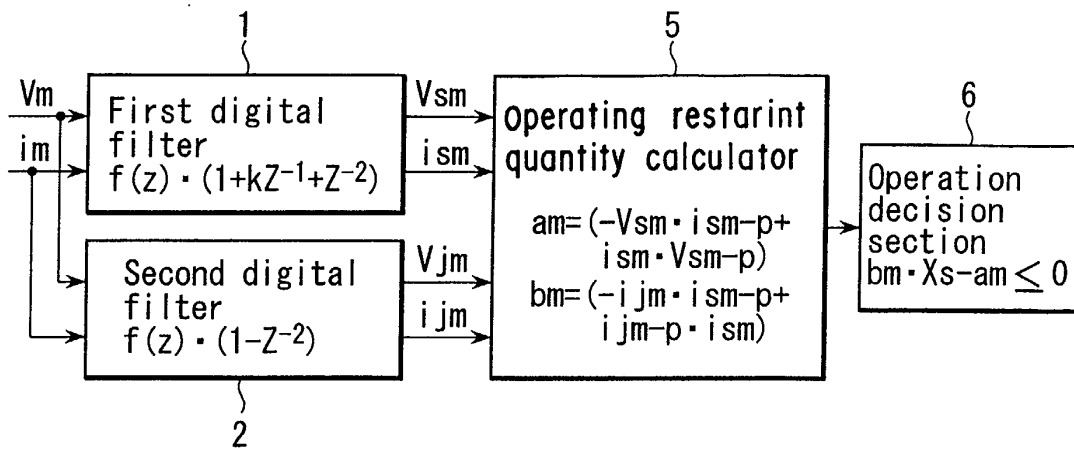 1
Vm
im
First digital
filter
f(z)·(1+kZ⁻¹+Z⁻²)
Vsm
ism
Second digital
filter
f(z)·(1-Z⁻²)
2
Vjm
ijm
5
operating restarint
quantity calculator
am=(-Vsm·ism-p+
ism·Vsm-p)
bm=(-ijm·ism-p+
ijm-p·ism)
6
Operation
decision
section
bm·Xs-am≤0